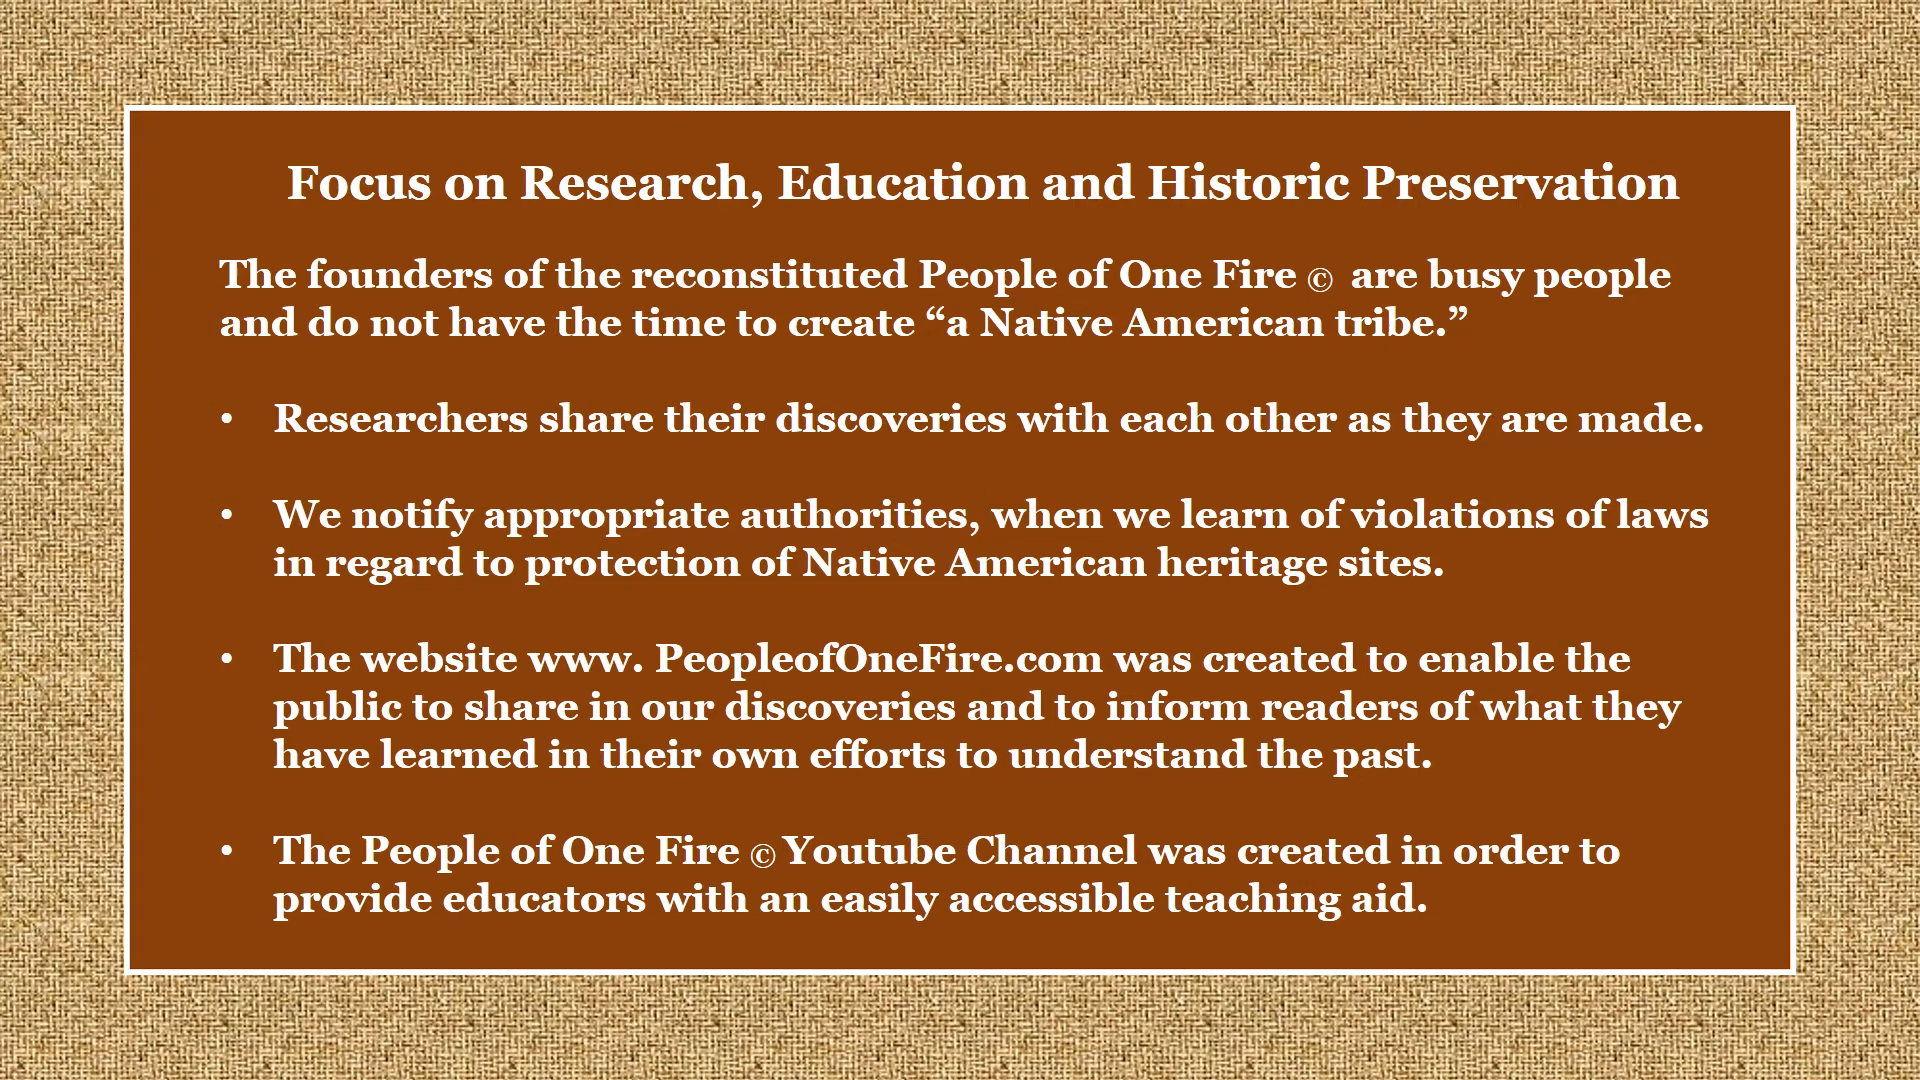 Focus on Research, Education and Historic Preservation
The founders of the reconstituted People of One Fire © are busy people
and do not have the time to create “a Native American tribe.”
• Researchers share their discoveries with each other as they are made.
• We notify appropriate authorities, when we learn of violations of laws
in regard to protection of Native American heritage sites.
• The website www. PeopleofOneFire.com was created to enable the
public to share in our discoveries and to inform readers of what they
have learned in their own efforts to understand the past.
• The People of One Fire © Youtube Channel was created in order to
provide educators with an easily accessible teaching aid.